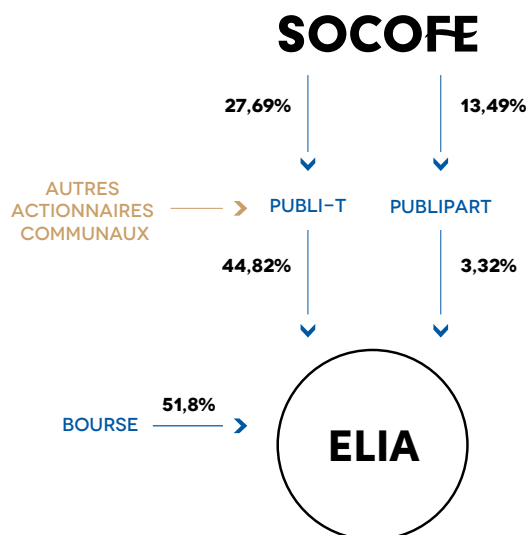 SOCOFE
27,69% 13,49%
AUTRES
ACTIONNAIRES
COMMUNAUX
PUBLI-T PUBLIPART
44,82% 3,32%
51,8%
BOURSE
ELIA